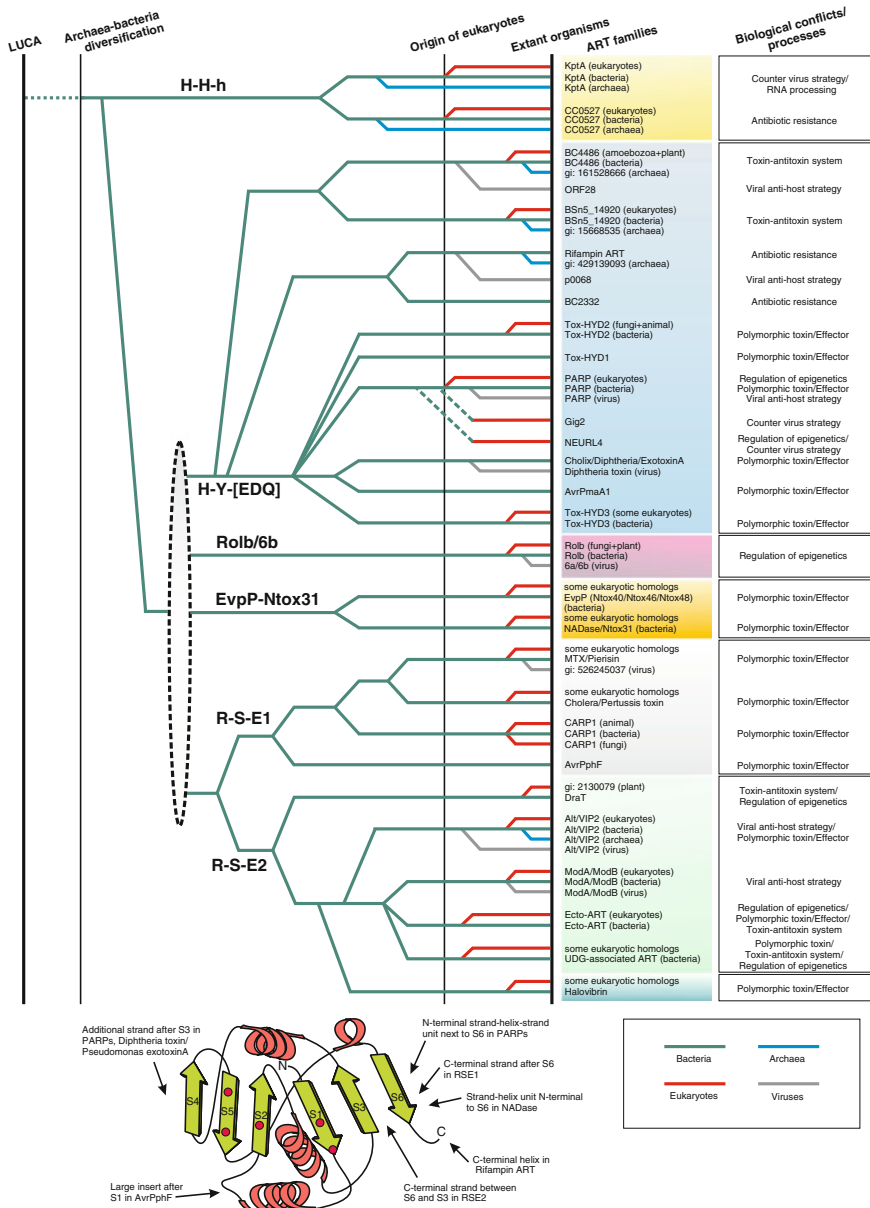 LUCA
Archaea-bacteria
diversification
Origin of eukaryotes
Extant organisms
ART families
Biological conflicts/
processes
H-H-h
KptA (eukaryotes)
KptA (bacteria)
KptA (archaea)
Counter virus strategy/
RNA processing
CC0527 (eukaryotes)
CC0527 (bacteria)
CC0527 (archaea)
Antibiotic resistance
BC4486 (amoebozoa+plant)
BC4486 (bacteria)
gi: 161528666 (archaea)
Toxin-antitoxin system
ORF28
Viral anti-host strategy
BSn5_14920 (eukaryotes)
BSn5_14920 (bacteria)
gi: 15668535 (archaea)
Toxin-antitoxin system
Rifampin ART
gi: 429139093 (archaea)
Antibiotic resistance
p0068
Viral anti-host strategy
BC2332
Antibiotic resistance
Tox-HYD2 (fungi+animal)
Tox-HYD2 (bacteria)
Polymorphic toxin/Effector
Tox-HYD1
Polymorphic toxin/Effector
PARP (eukaryotes)
PARP (bacteria)
PARP (virus)
Regulation of epigenetics
Polymorphic toxin/Effector
Viral anti-host strategy
Gig2
Counter virus strategy
NEURL4
Regulation of epigenetics/
Counter virus strategy
H-Y-[EDQ]
Cholix/Diphtheria/ExotoxinA
Diphtheria toxin (virus)
Polymorphic toxin/Effector
AvrPmaA1
Polymorphic toxin/Effector
Tox-HYD3 (some eukaryotes)
Tox-HYD3 (bacteria)
Polymorphic toxin/Effector
Rolb/6b
Rolb (fungi+plant)
Rolb (bacteria)
6a/6b (virus)
Regulation of epigenetics
EvpP-Ntox31
some eukaryotic homologs
EvpP (Ntox40/Ntox46/Ntox48)
(bacteria)
Polymorphic toxin/Effector
some eukaryotic homologs
NADase/Ntox31 (bacteria)
Polymorphic toxin/Effector
some eukaryotic homologs
MTX/Pierisin
gi: 526245037 (virus)
Polymorphic toxin/Effector
some eukaryotic homologs
Cholera/Pertussis toxin
Polymorphic toxin/Effector
R-S-E1
CARP1 (animal)
CARP1 (bacteria)
CARP1 (fungi)
Polymorphic toxin/Effector
AvrPphF
Polymorphic toxin/Effector
gi: 2130079 (plant)
DraT
Toxin-antitoxin system/
Regulation of epigenetics
Alt/VIP2 (eukaryotes)
Alt/VIP2 (bacteria)
Alt/VIP2 (archaea)
Alt/VIP2 (virus)
Viral anti-host strategy/
Polymorphic toxin/Effector
R-S-E2
ModA/ModB (eukaryotes)
ModA/ModB (bacteria)
ModA/ModB (virus)
Viral anti-host strategy
Ecto-ART (eukaryotes)
Ecto-ART (bacteria)
Regulation of epigenetics/
Polymorphic toxin/Effector/
Toxin-antitoxin system
some eukaryotic homologs
UDG-associated ART (bacteria)
Polymorphic toxin/
Toxin-antitoxin system/
Regulation of epigenetics
some eukaryotic homologs
Halovibrin
Polymorphic toxin/Effector
Additional strand after S3 in
PARPs, Diphtheria toxin/
Pseudomonas exotoxinA
N-terminal strand-helix-strand
unit next to S6 in PARPs
C-terminal strand after S6
in RSE1
Strand-helix unit N-terminal
to S6 in NADase
C-terminal helix in
Rifampin ART
C-terminal strand between
S6 and S3 in RSE2
Large insert after
S1 in AvrPphF
N
C
S4
S5
S2
S1
S3
S6
Bacteria
Archaea
Eukaryotes
Viruses